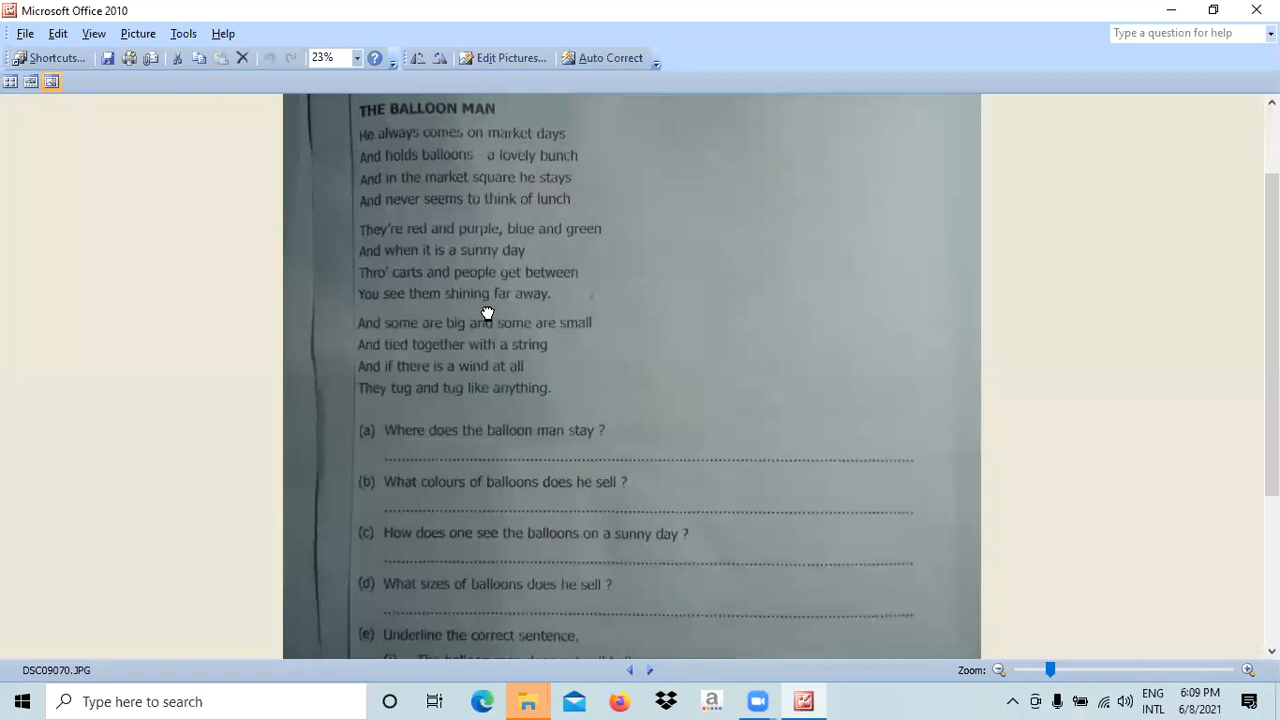 Microsoft Office 2010
File Edit View Picture Tools Help
Type a question for help
Shortcuts... 23% Edit Pictures... Auto Correct
THE BALLOON MAN
He always comes on market days
And holds balloons a lovely bunch
And in the market square he stays
And never seems to think of lunch
They're red and purple, blue and green
And when it is a sunny day
Thro' carts and people get between
You see them shining far away.
And some are big and some are small
And tied together with a string
And if there is a wind at all
They tug and tug like anything.
(a) Where does the balloon man stay ?
(b) What colours of balloons does he sell ?
(c) How does one see the balloons on a sunny day ?
(d) What sizes of balloons does he sell ?
(e) Underline the correct sentence.
DSC09070.JPG
Zoom:
Type here to search
ENG
INTL
6:09 PM
6/8/2021